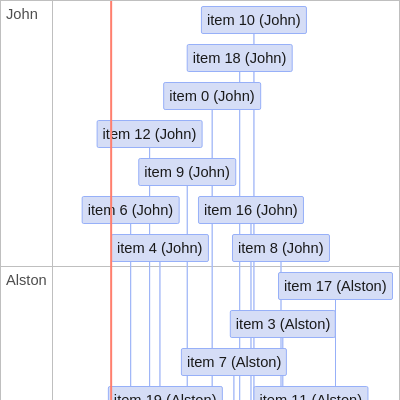 John
item 10 (John)
item 18 (John)
item 0 (John)
item 12 (John)
item 9 (John)
item 6 (John)
item 16 (John)
item 4 (John)
item 8 (John)
Alston
item 17 (Alston)
item 3 (Alston)
item 7 (Alston)
item 19 (Alston)
item 11 (Alston)